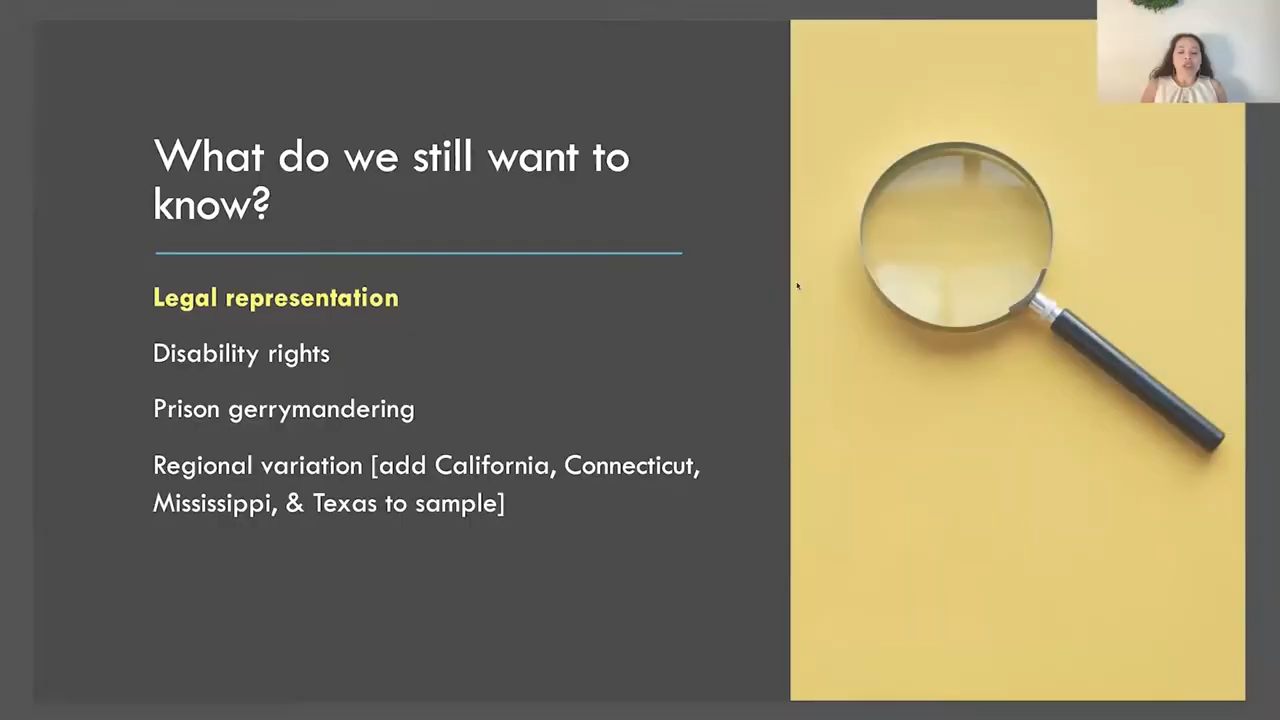 What do we still want to
know?
Legal representation
Disability rights
Prison gerrymandering
Regional variation [add California, Connecticut,
Mississippi, & Texas to sample]